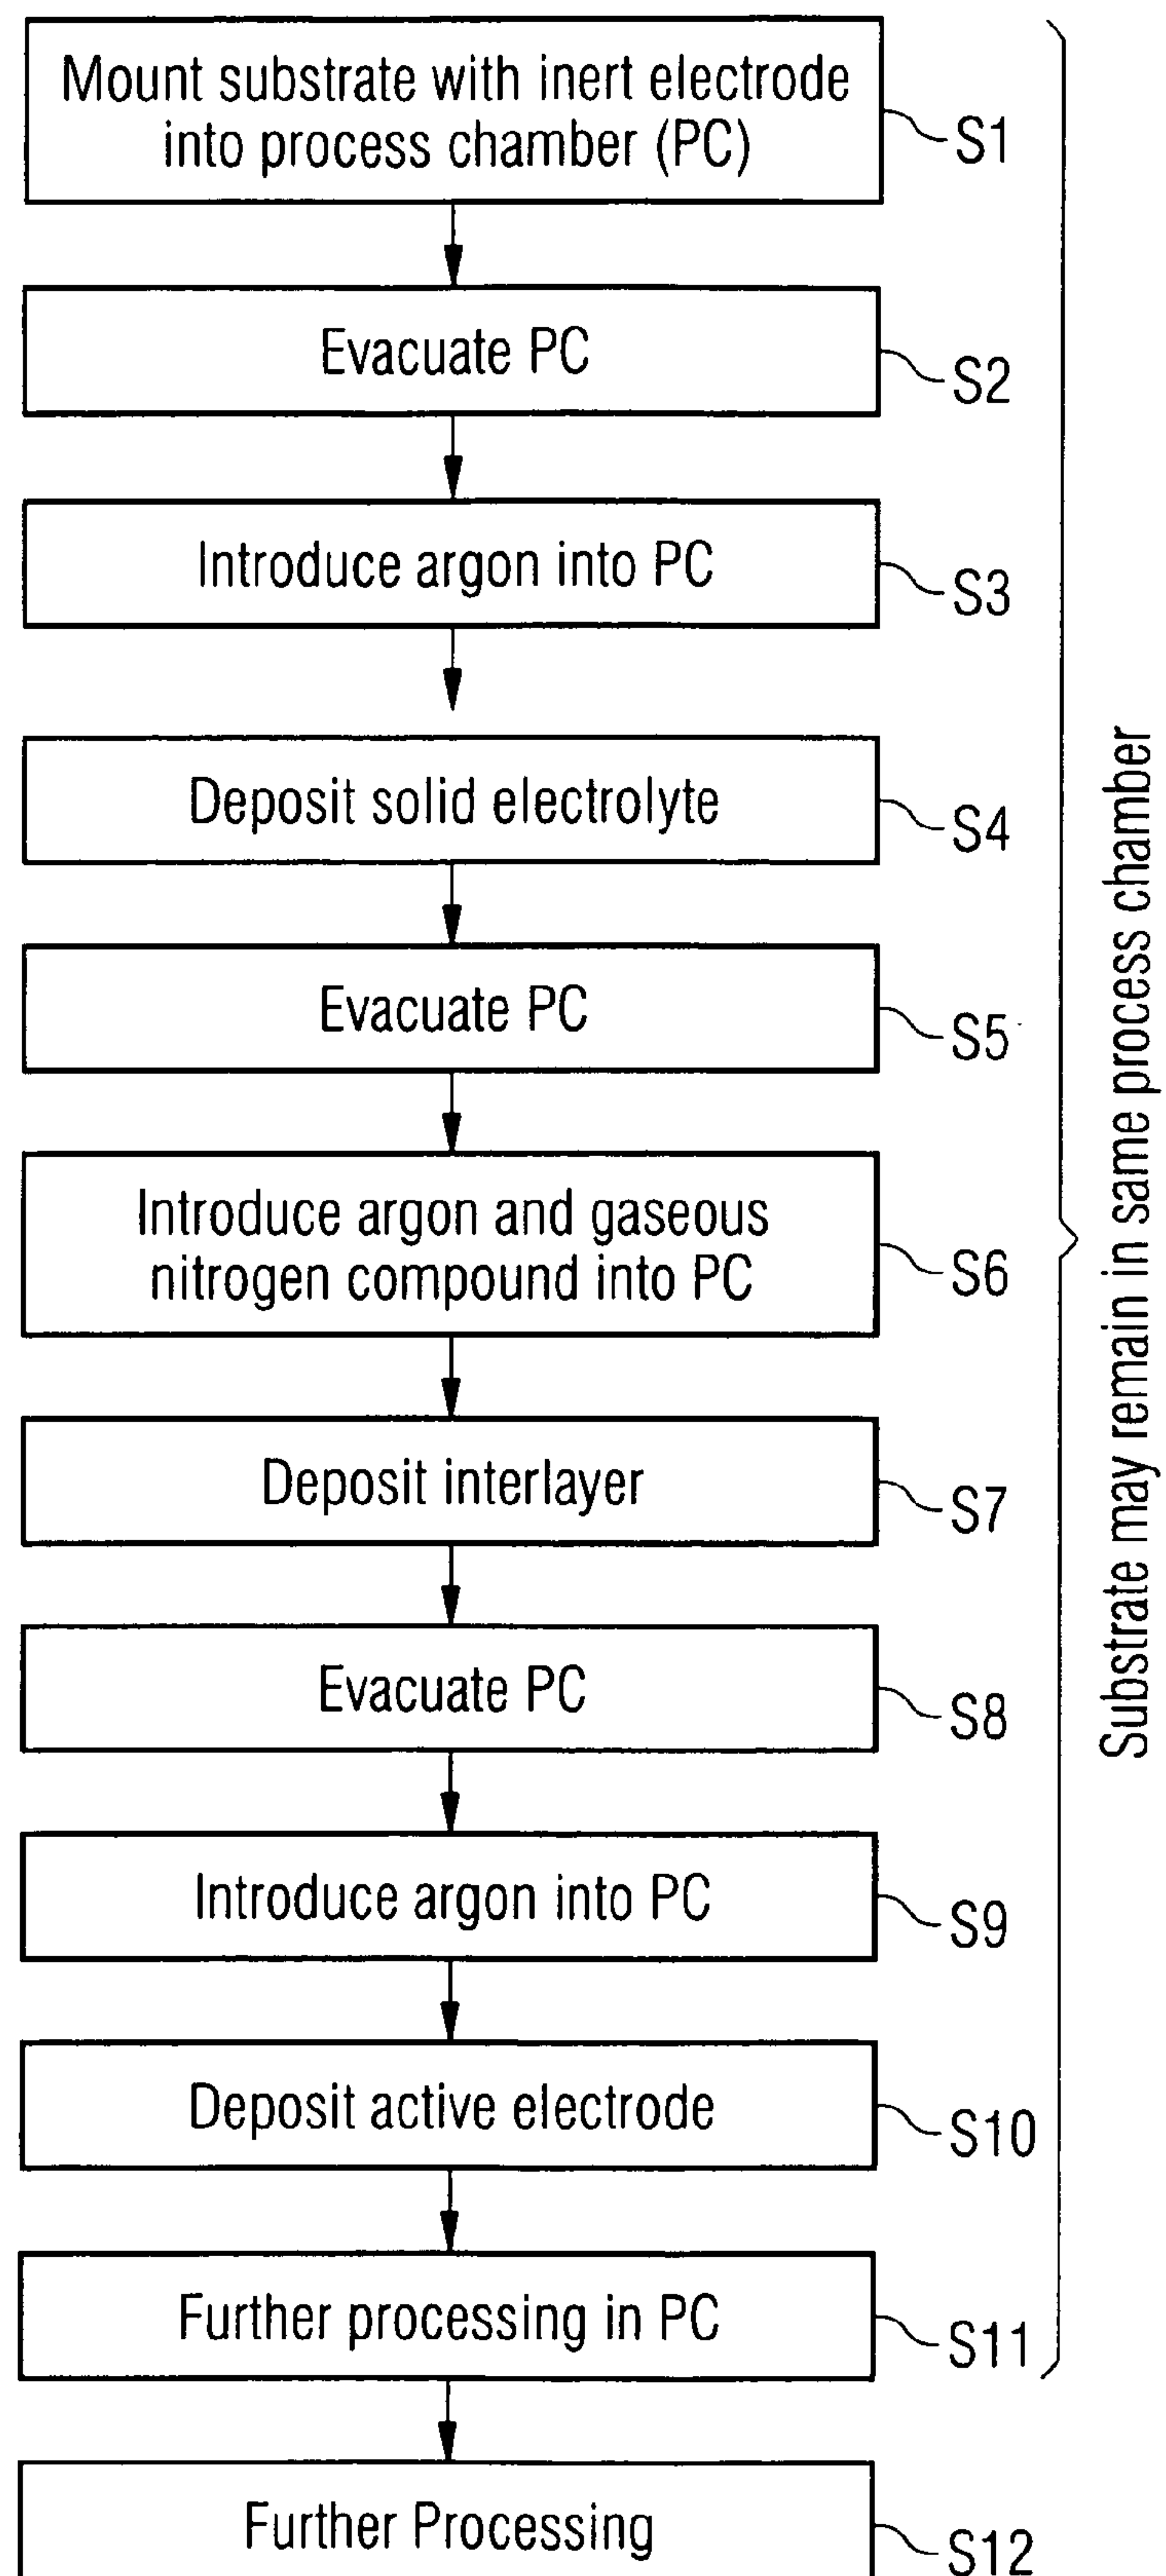 Mount substrate with inert electrode
into process chamber (PC)
S1
Evacuate PC
S2
Introduce argon into PC
S3
Deposit solid electrolyte
S4
Evacuate PC
S5
Introduce argon and gaseous
nitrogen compound into PC
S6
Deposit interlayer
S7
Evacuate PC
S8
Introduce argon into PC
S9
Deposit active electrode
S10
Further processing in PC
S11
Further Processing
S12
Substrate may remain in same process chamber